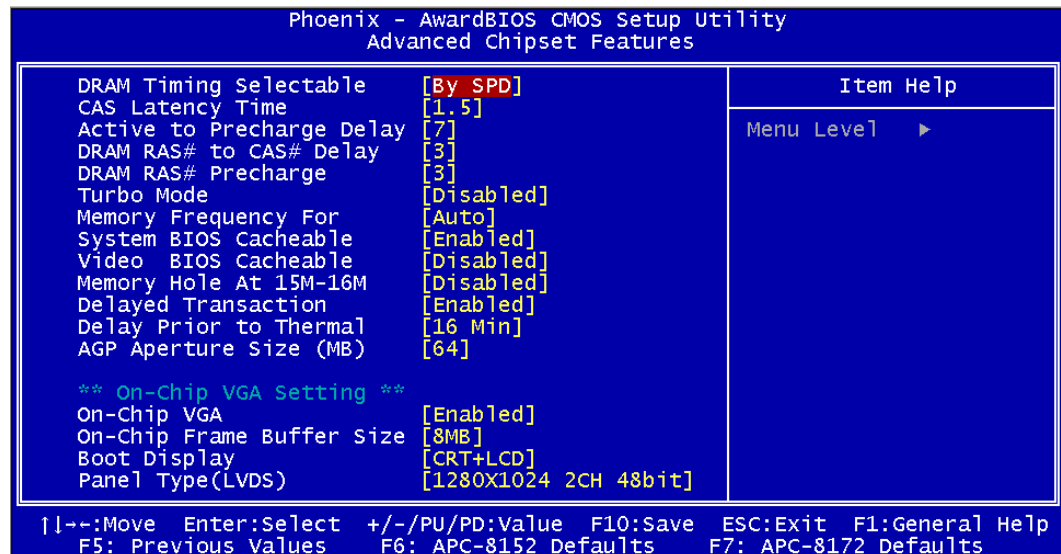 Phoenix - AwardBIOS CMOS Setup Utility
Advanced Chipset Features
DRAM Timing Selectable [By SPD]
CAS Latency Time [1.5]
Active to Precharge Delay [7]
DRAM RAS# to CAS# Delay [3]
DRAM RAS# Precharge [3]
Turbo Mode [Disabled]
Memory Frequency For [Auto]
System BIOS Cacheable [Enabled]
Video BIOS Cacheable [Disabled]
Memory Hole At 15M-16M [Disabled]
Delayed Transaction [Enabled]
Delay Prior to Thermal [16 Min]
AGP Aperture Size (MB) [64]
** On-Chip VGA Setting **
On-Chip VGA [Enabled]
On-Chip Frame Buffer Size [8MB]
Boot Display [CRT+LCD]
Panel Type(LVDS) [1280X1024 2CH 48bit]
Item Help
Menu Level ▶
↑↓→←:Move Enter:Select +/-/PU/PD:Value F10:Save ESC:Exit F1:General Help
F5: Previous Values F6: APC-8152 Defaults F7: APC-8172 Defaults